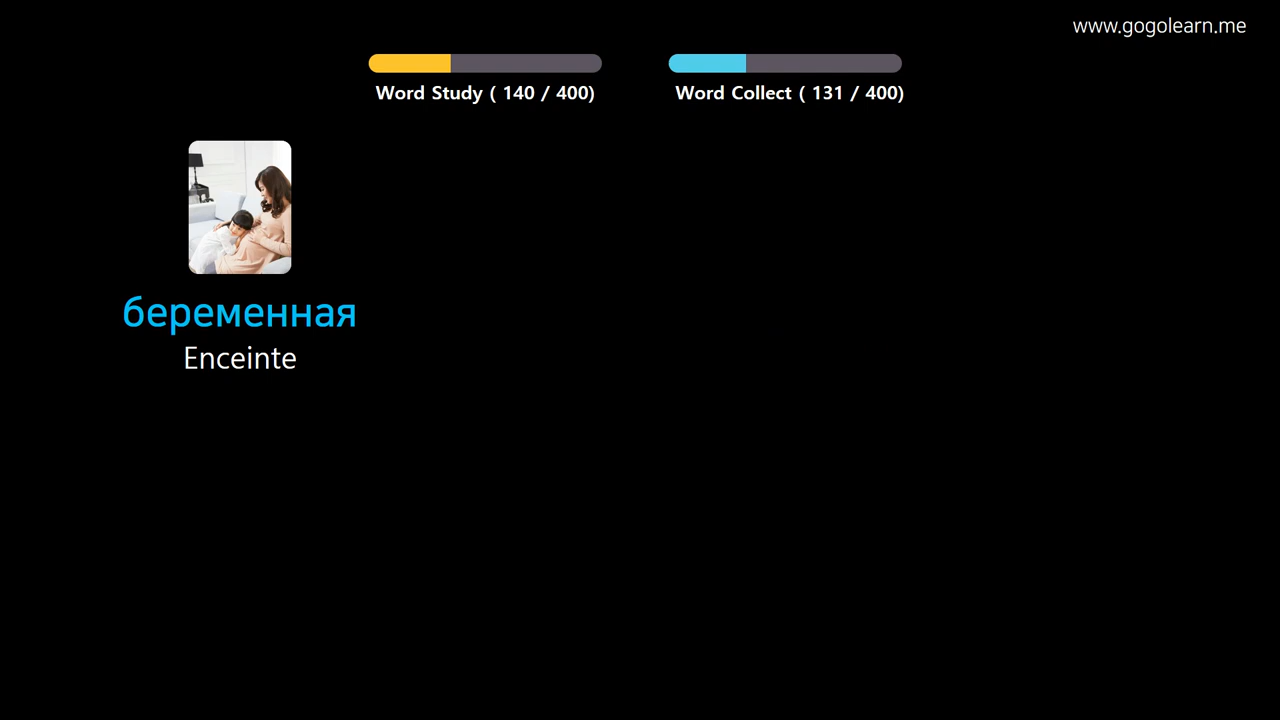 www.gogolearn.me
Word Study ( 140 / 400)
Word Collect ( 131 / 400)
беременная
Enceinte